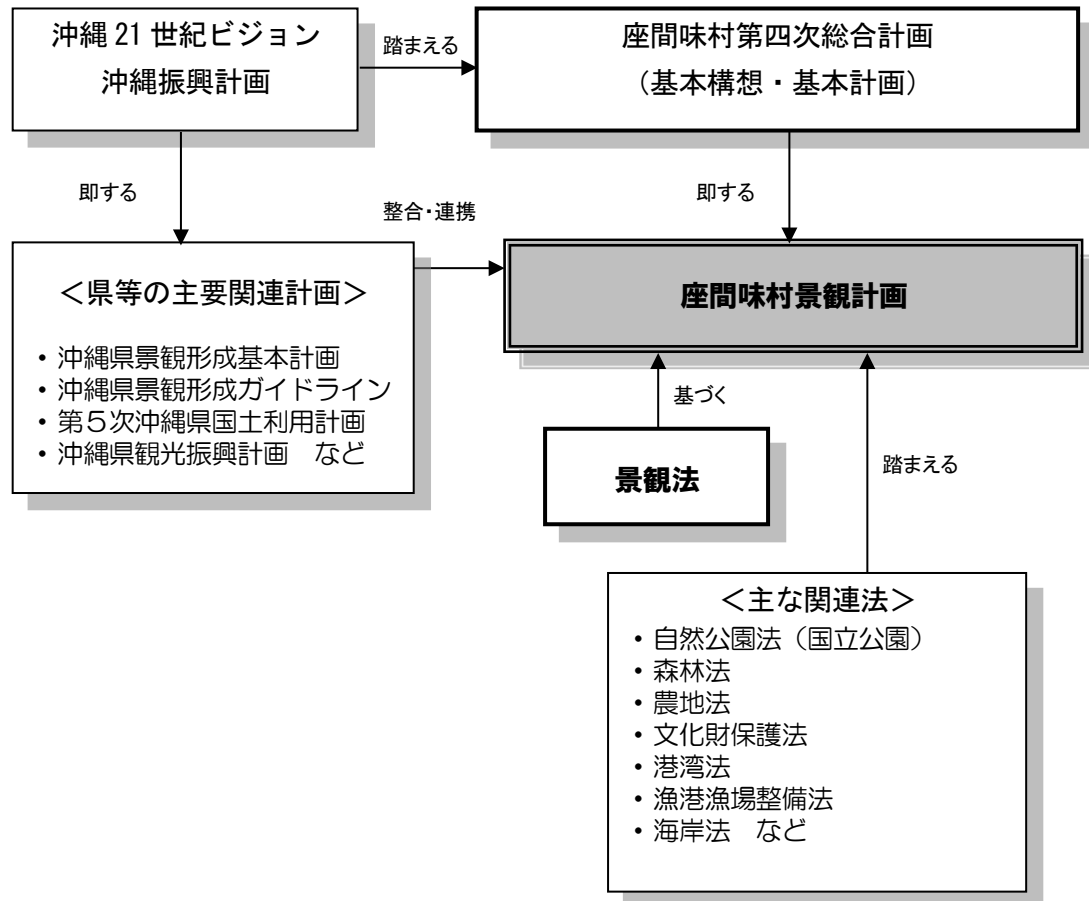 沖縄 21 世紀ビジョン
沖縄振興計画
踏まえる
座間味村第四次総合計画
（基本構想・基本計画）
即する
即する
整合・連携
＜県等の主要関連計画＞
・沖縄県景観形成基本計画
・沖縄県景観形成ガイドライン
・第５次沖縄県国土利用計画
・沖縄県観光振興計画　など
座間味村景観計画
基づく
景観法
踏まえる
＜主な関連法＞
・自然公園法（国立公園）
・森林法
・農地法
・文化財保護法
・港湾法
・漁港漁場整備法
・海岸法　など